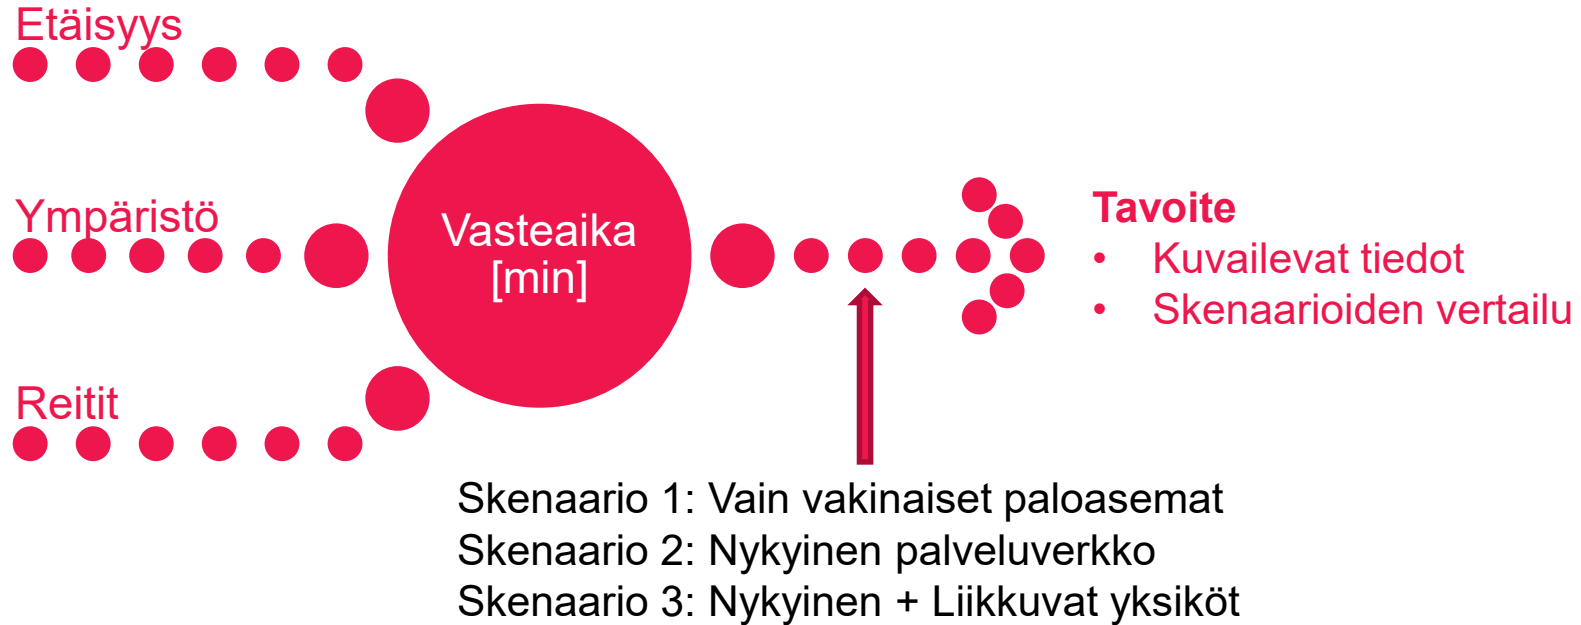 Etäisyys
Ympäristö
Reitit
Vasteaika
[min]
Tavoite
• Kuvailevat tiedot
• Skenaarioiden vertailu
Skenaario 1: Vain vakinaiset paloasemat
Skenaario 2: Nykyinen palveluverkko
Skenaario 3: Nykyinen + Liikkuvat yksiköt